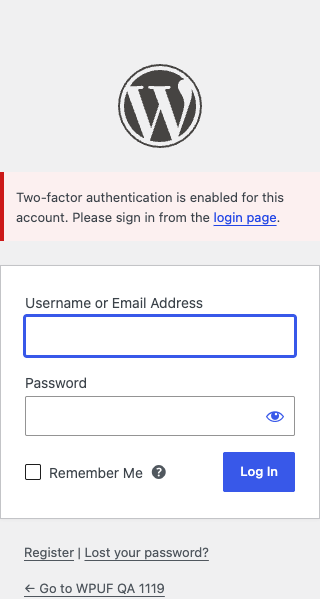 Two-factor authentication is enabled for this
account. Please sign in from the login page.
Username or Email Address
Password
Remember Me ?
Log In
Register | Lost your password?
← Go to WPUF QA 1119